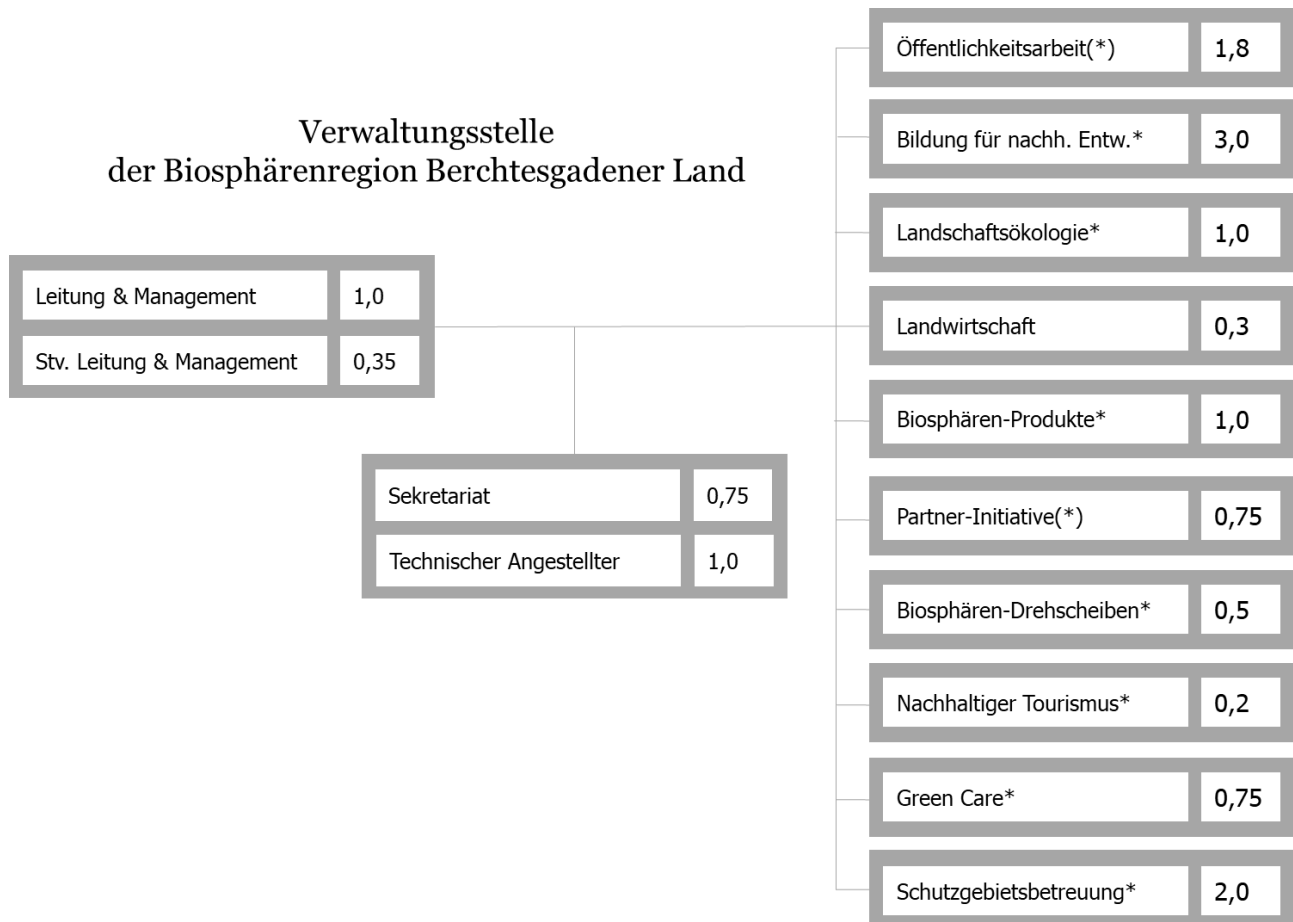 Verwaltungsstelle
der Biosphärenregion Berchtesgadener Land
Leitung & Management 1,0
Stv. Leitung & Management 0,35
Sekretariat 0,75
Technischer Angestellter 1,0
Öffentlichkeitsarbeit(*) 1,8
Bildung für nachh. Entw.* 3,0
Landschaftsökologie* 1,0
Landwirtschaft 0,3
Biosphären-Produkte* 1,0
Partner-Initiative(*) 0,75
Biosphären-Drehscheiben* 0,5
Nachhaltiger Tourismus* 0,2
Green Care* 0,75
Schutzgebietsbetreuung* 2,0